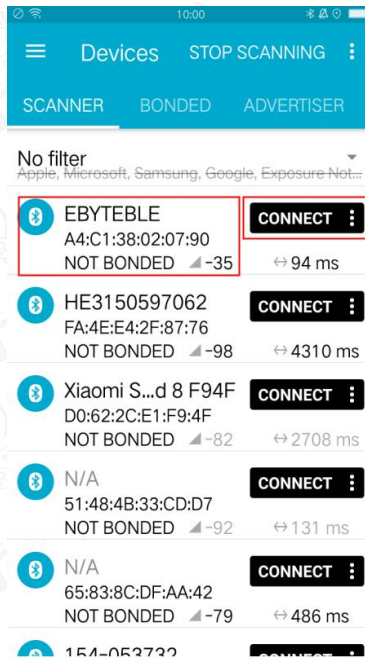 10:00
Devices STOP SCANNING
SCANNER BONDED ADVERTISER
No filter
Apple, Microsoft, Samsung, Google, Exposure Not...
EBYTEBLE CONNECT
A4:C1:38:02:07:90
NOT BONDED -35 94 ms
HE3150597062 CONNECT
FA:4E:E4:2F:87:76
NOT BONDED -98 4310 ms
Xiaomi S...d 8 F94F CONNECT
D0:62:2C:E1:F9:4F
NOT BONDED -82 2708 ms
N/A CONNECT
51:48:4B:33:CD:D7
NOT BONDED -92 131 ms
N/A CONNECT
65:83:8C:DF:AA:42
NOT BONDED -79 486 ms
154-053732 CONNECT